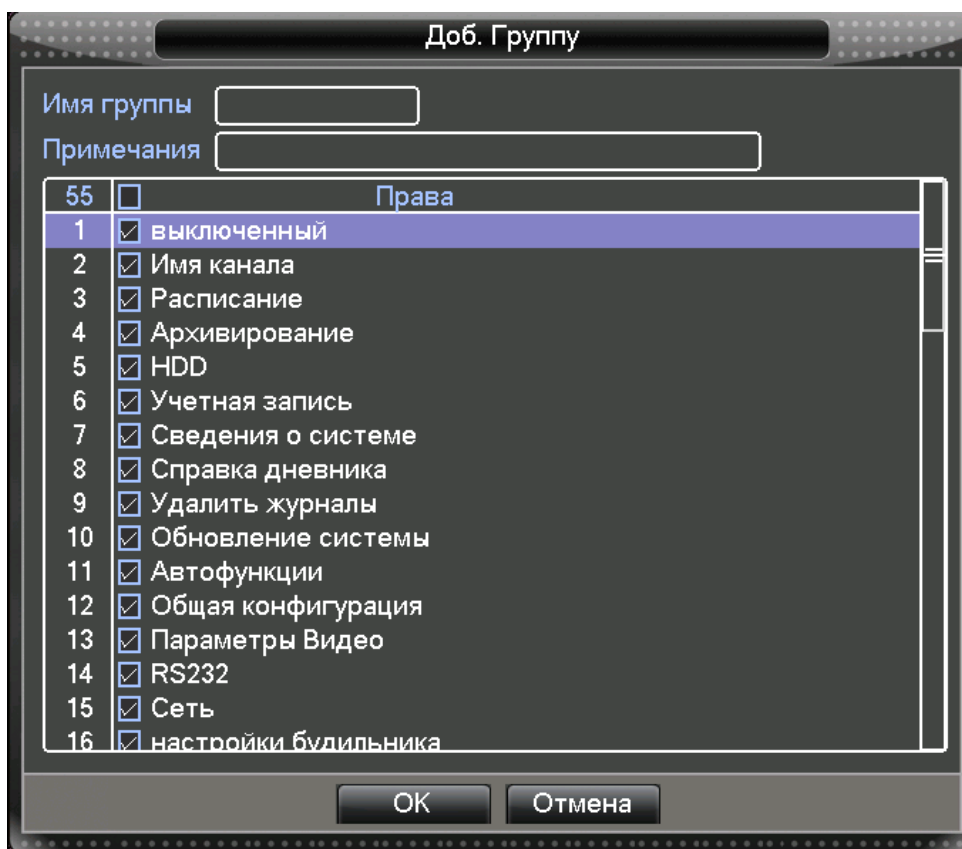 Доб. Группу
Имя группы
Примечания
55 Права
1 выключенный
2 Имя канала
3 Расписание
4 Архивирование
5 HDD
6 Учетная запись
7 Сведения о системе
8 Справка дневника
9 Удалить журналы
10 Обновление системы
11 Автофункции
12 Общая конфигурация
13 Параметры Видео
14 RS232
15 Сеть
16 настройки будильника
OK Отмена